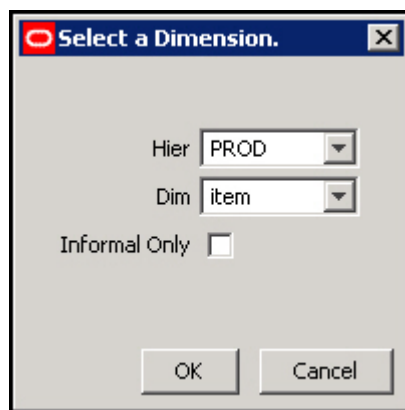 Select a Dimension.
Hier PROD
Dim item
Informal Only
OK Cancel